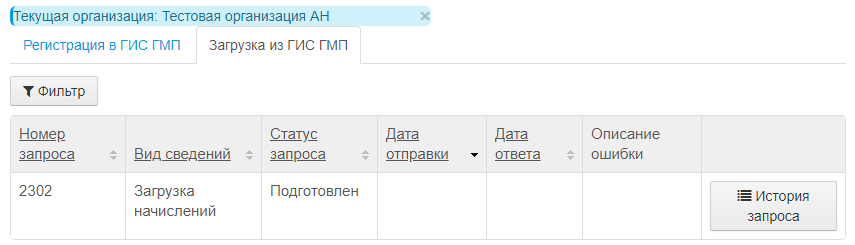 Текущая организация: Тестовая организация АН
Регистрация в ГИС ГМП Загрузка из ГИС ГМП
Фильтр
Номер запроса Вид сведений Статус запроса Дата отправки Дата ответа Описание ошибки
2302 Загрузка начислений Подготовлен История запроса